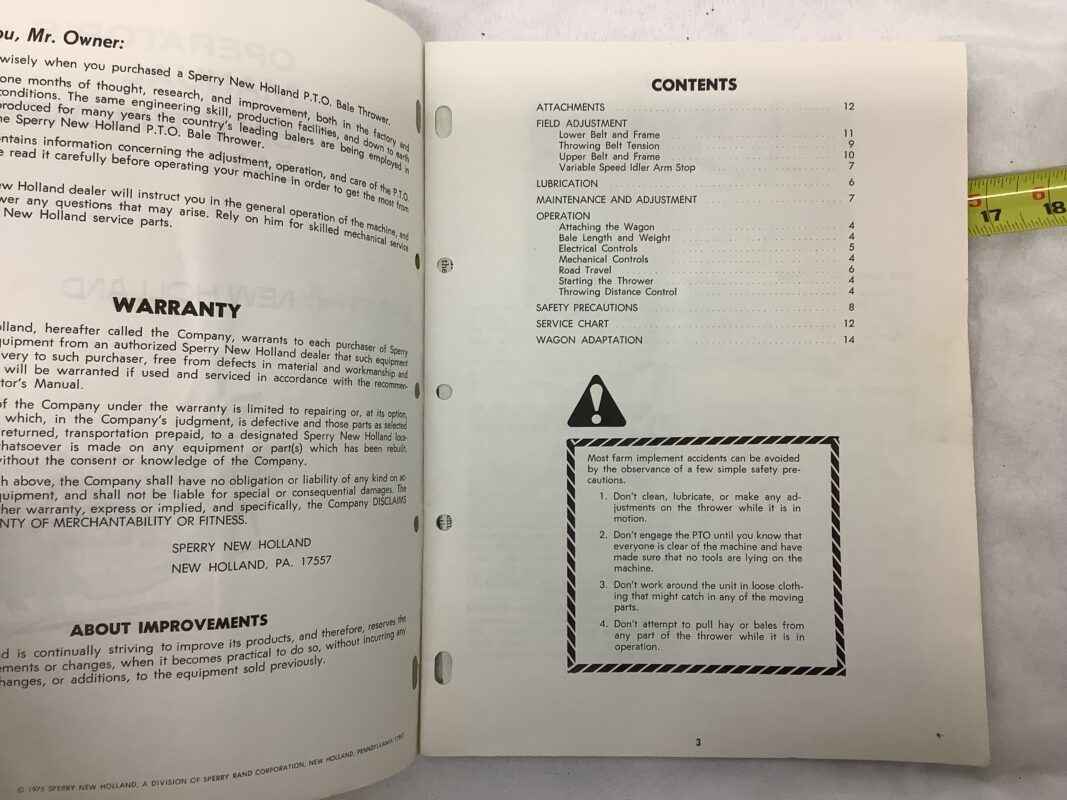 ou, Mr. Owner:
wisely when you purchased a Sperry New Holland P.T.O. Bale Thrower.
one months of thought, research, and improvement, both in the factory and
conditions. The same engineering skill, production facilities, and down to earth
produced for many years the country's leading balers are being employed in
he Sperry New Holland P.T.O. Bale Thrower.
ontains information concerning the adjustment, operation, and care of the P.T.O.
e read it carefully before operating your machine in order to get the most from
ew Holland dealer will instruct you in the general operation of the machine, and
wer any questions that may arise. Rely on him for skilled mechanical service
New Holland service parts.
WARRANTY
olland, hereafter called the Company, warrants to each purchaser of Sperry
quipment from an authorized Sperry New Holland dealer that such equipment
very to such purchaser, free from defects in material and workmanship and
will be warranted if used and serviced in accordance with the recommen-
tor's Manual.
of the Company under the warranty is limited to repairing or, at its option,
which, in the Company's judgment, is defective and those parts as selected
returned, transportation prepaid, to a designated Sperry New Holland loca-
hatsoever is made on any equipment or part(s) which has been rebuilt,
without the consent or knowledge of the Company.
h above, the Company shall have no obligation or liability of any kind on ac-
quipment, and shall not be liable for special or consequential damages. The
her warranty, express or implied, and specifically, the Company DISCLAIMS
NTY OF MERCHANTABILITY OR FITNESS.
SPERRY NEW HOLLAND
NEW HOLLAND, PA. 17557
ABOUT IMPROVEMENTS
d is continually striving to improve its products, and therefore, reserves the
ements or changes, when it becomes practical to do so, without incurring any
hanges, or additions, to the equipment sold previously.
© 1975 SPERRY NEW HOLLAND, A DIVISION OF SPERRY RAND CORPORATION, NEW HOLLAND, PENNSYLVANIA 17557
CONTENTS
ATTACHMENTS 12
FIELD ADJUSTMENT
Lower Belt and Frame 11
Throwing Belt Tension 9
Upper Belt and Frame 10
Variable Speed Idler Arm Stop 7
LUBRICATION 6
MAINTENANCE AND ADJUSTMENT 7
OPERATION
Attaching the Wagon 4
Bale Length and Weight 4
Electrical Controls 5
Mechanical Controls 4
Road Travel 6
Starting the Thrower 4
Throwing Distance Control 4
SAFETY PRECAUTIONS 8
SERVICE CHART 12
WAGON ADAPTATION 14
Most farm implement accidents can be avoided
by the observance of a few simple safety pre-
cautions.
1. Don't clean, lubricate, or make any ad-
justments on the thrower while it is in
motion.
2. Don't engage the PTO until you know that
everyone is clear of the machine and have
made sure that no tools are lying on the
machine.
3. Don't work around the unit in loose cloth-
ing that might catch in any of the moving
parts.
4. Don't attempt to pull hay or bales from
any part of the thrower while it is in
operation.
3
the
5 6
17 18